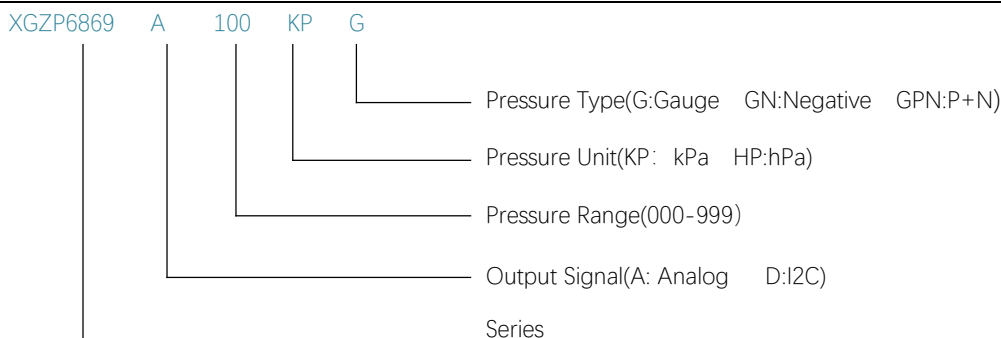 XGZP6869 A 100 KP G
Pressure Type(G:Gauge GN:Negative GPN:P+N)
Pressure Unit(KP： kPa HP:hPa)
Pressure Range(000-999）
Output Signal(A: Analog D:I2C)
Series